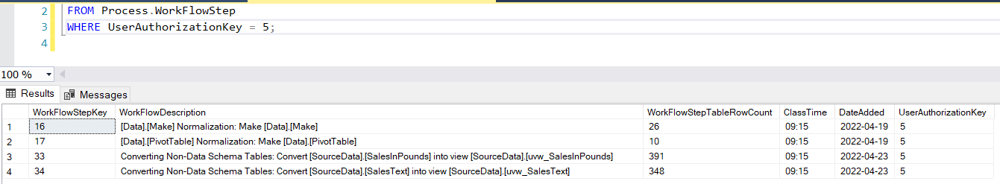 2 FROM Process.WorkFlowStep
3 WHERE UserAuthorizationKey = 5;
4
100 %
Results Messages
WorkFlowStepKey WorkFlowDescription WorkFlowStepTableRowCount ClassTime DateAdded UserAuthorizationKey
1 16 [Data].[Make] Normalization: Make [Data].[Make] 26 09:15 2022-04-19 5
2 17 [Data].[PivotTable] Normalization: Make [Data].[PivotTable] 10 09:15 2022-04-19 5
3 33 Converting Non-Data Schema Tables: Convert [SourceData].[SalesInPounds] into view [SourceData].[uvw_SalesInPounds] 391 09:15 2022-04-23 5
4 34 Converting Non-Data Schema Tables: Convert [SourceData].[SalesText] into view [SourceData].[uvw_SalesText] 348 09:15 2022-04-23 5